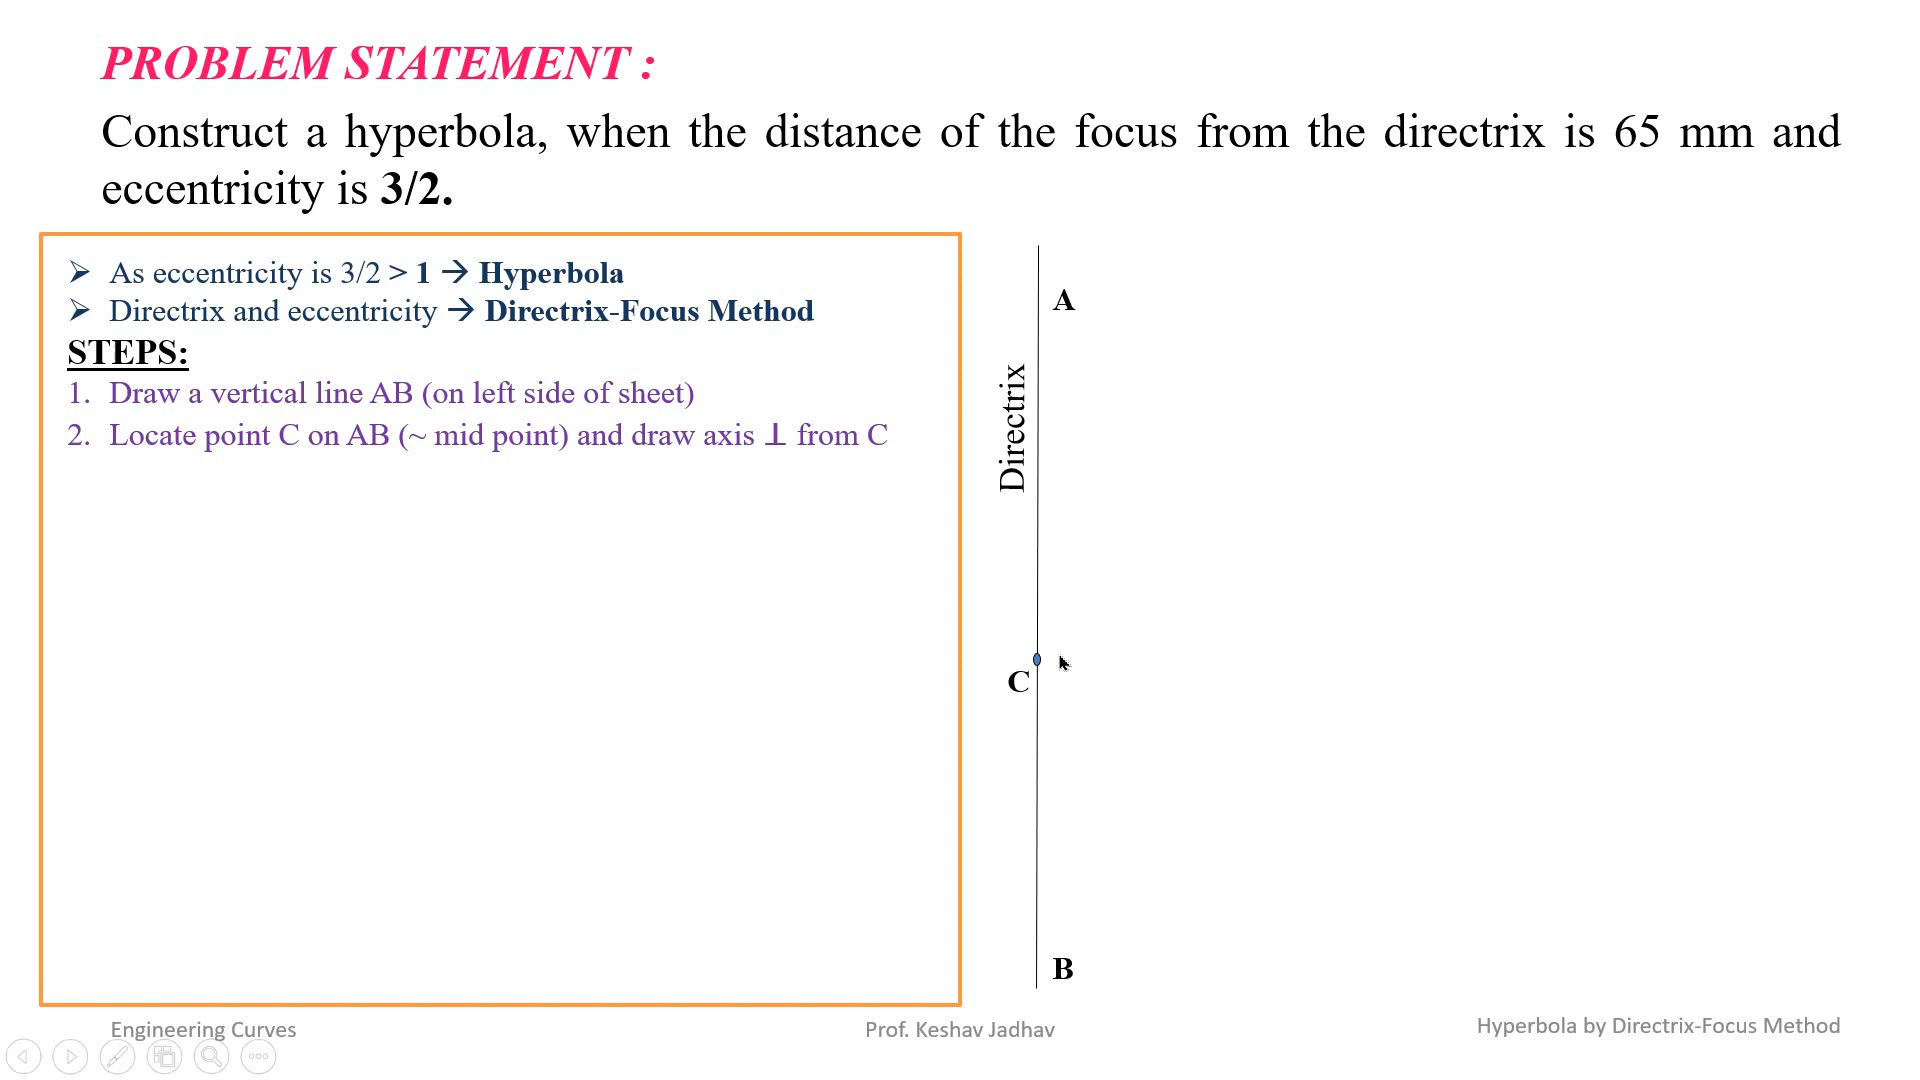 PROBLEM STATEMENT :
Construct a hyperbola, when the distance of the focus from the directrix is 65 mm and
eccentricity is 3/2.
➢ As eccentricity is 3/2 > 1 → Hyperbola
➢ Directrix and eccentricity → Directrix-Focus Method
STEPS:
1. Draw a vertical line AB (on left side of sheet)
2. Locate point C on AB (~ mid point) and draw axis ⊥ from C
A
Directrix
C
B
Engineering Curves
Prof. Keshav Jadhav
Hyperbola by Directrix-Focus Method